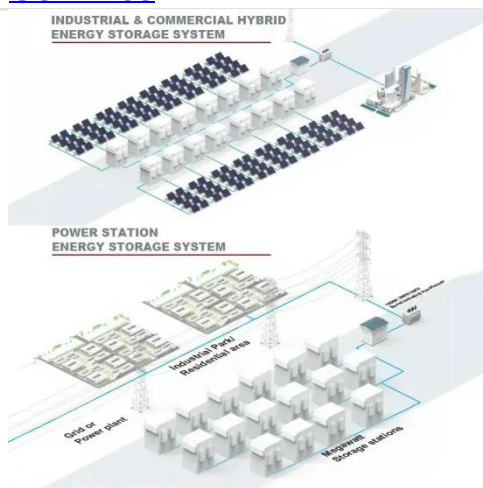 INDUSTRIAL & COMMERCIAL HYBRID
ENERGY STORAGE SYSTEM
POWER STATION
ENERGY STORAGE SYSTEM
Industrial Park/
Residential area
Grid or
Power plant
Megawatt
Storage stations